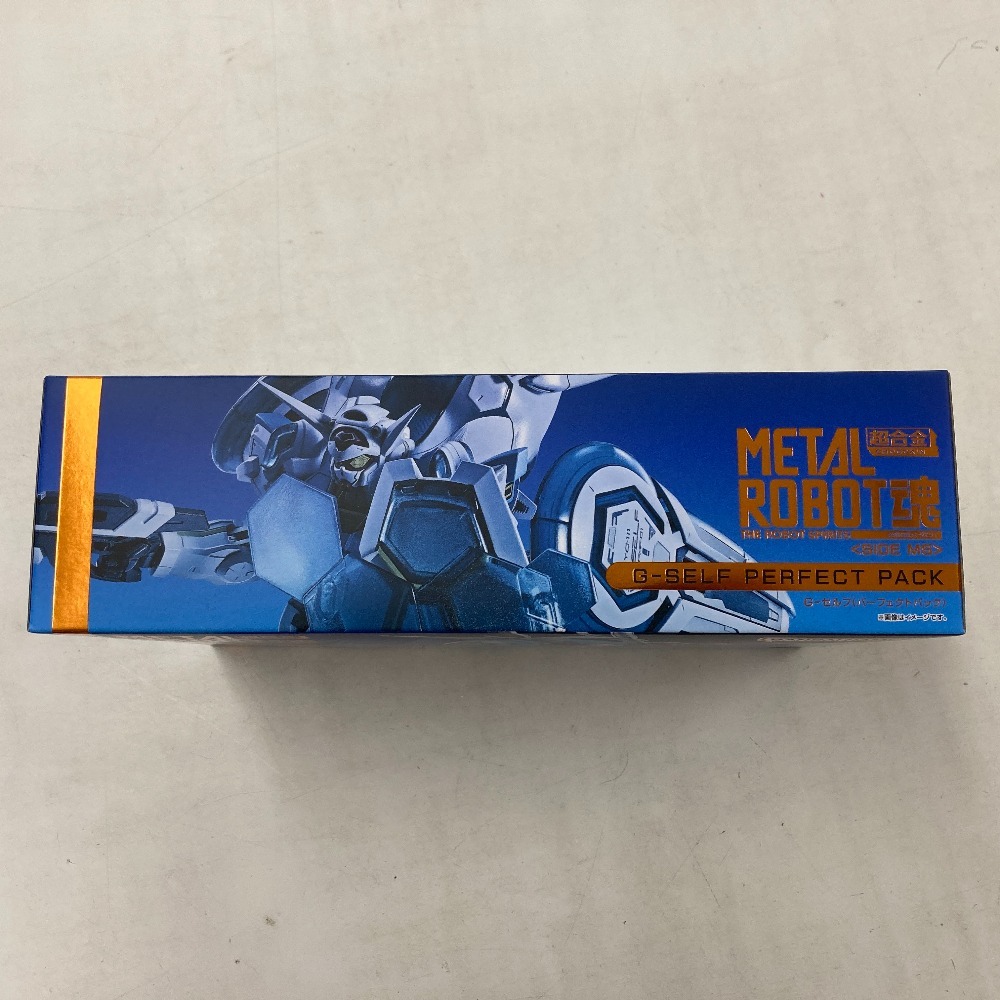 METAL 超合金
ROBOT魂
THE ROBOT SPIRITS
<SIDE MS>
G-SELF PERFECT PACK
G-セルフ(パーフェクトパック)
※画像はイメージです。